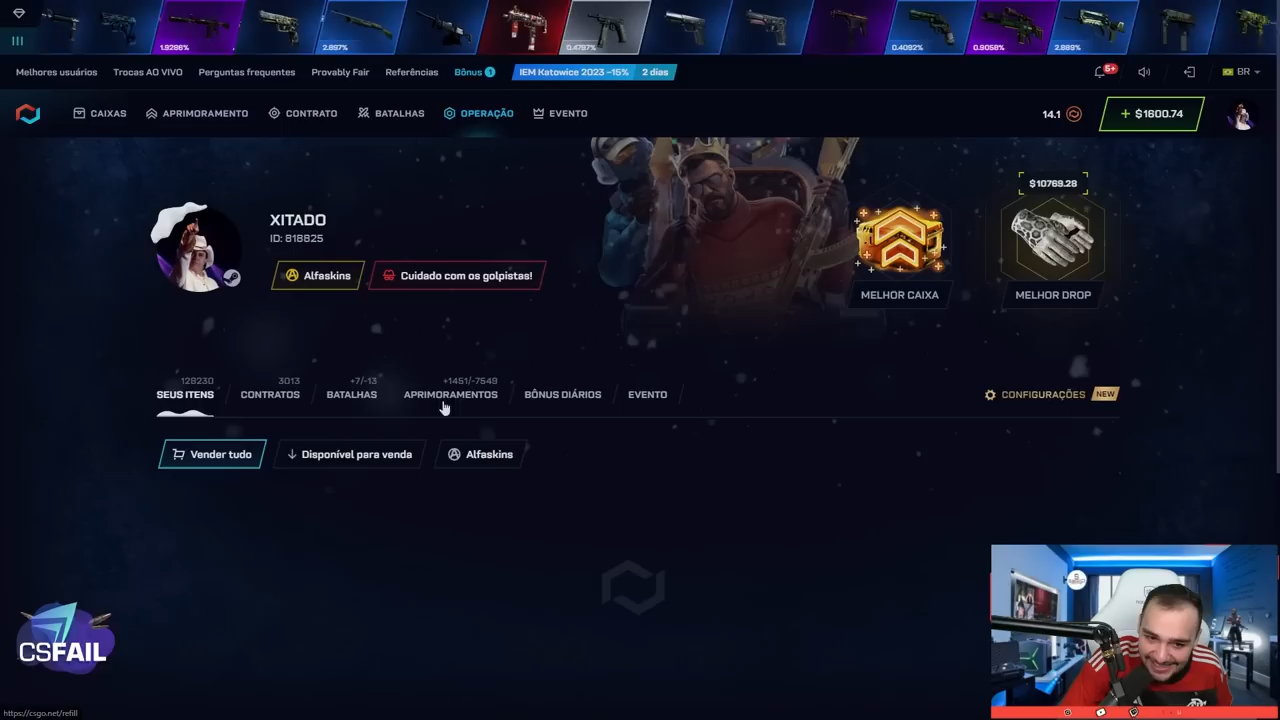 1.9286%
2.897%
0.4797%
0.4092%
0.9058%
2.889%
Melhores usuários
Trocas AO VIVO
Perguntas frequentes
Provably Fair
Referências
Bônus 1
IEM Katowice 2023 -15%
2 dias
5+
BR
CAIXAS
APRIMORAMENTO
CONTRATO
BATALHAS
OPERAÇÃO
EVENTO
14.1
+ $1600.74
XITADO
ID: 818825
Alfaskins
Cuidado com os golpistas!
$10769.28
MELHOR CAIXA
MELHOR DROP
128230
SEUS ITENS
3013
CONTRATOS
+7/-13
BATALHAS
+1451/-7549
APRIMORAMENTOS
BÔNUS DIÁRIOS
EVENTO
CONFIGURAÇÕES NEW
Vender tudo
Disponível para venda
Alfaskins
CSFAIL
https://csgo.net/refill